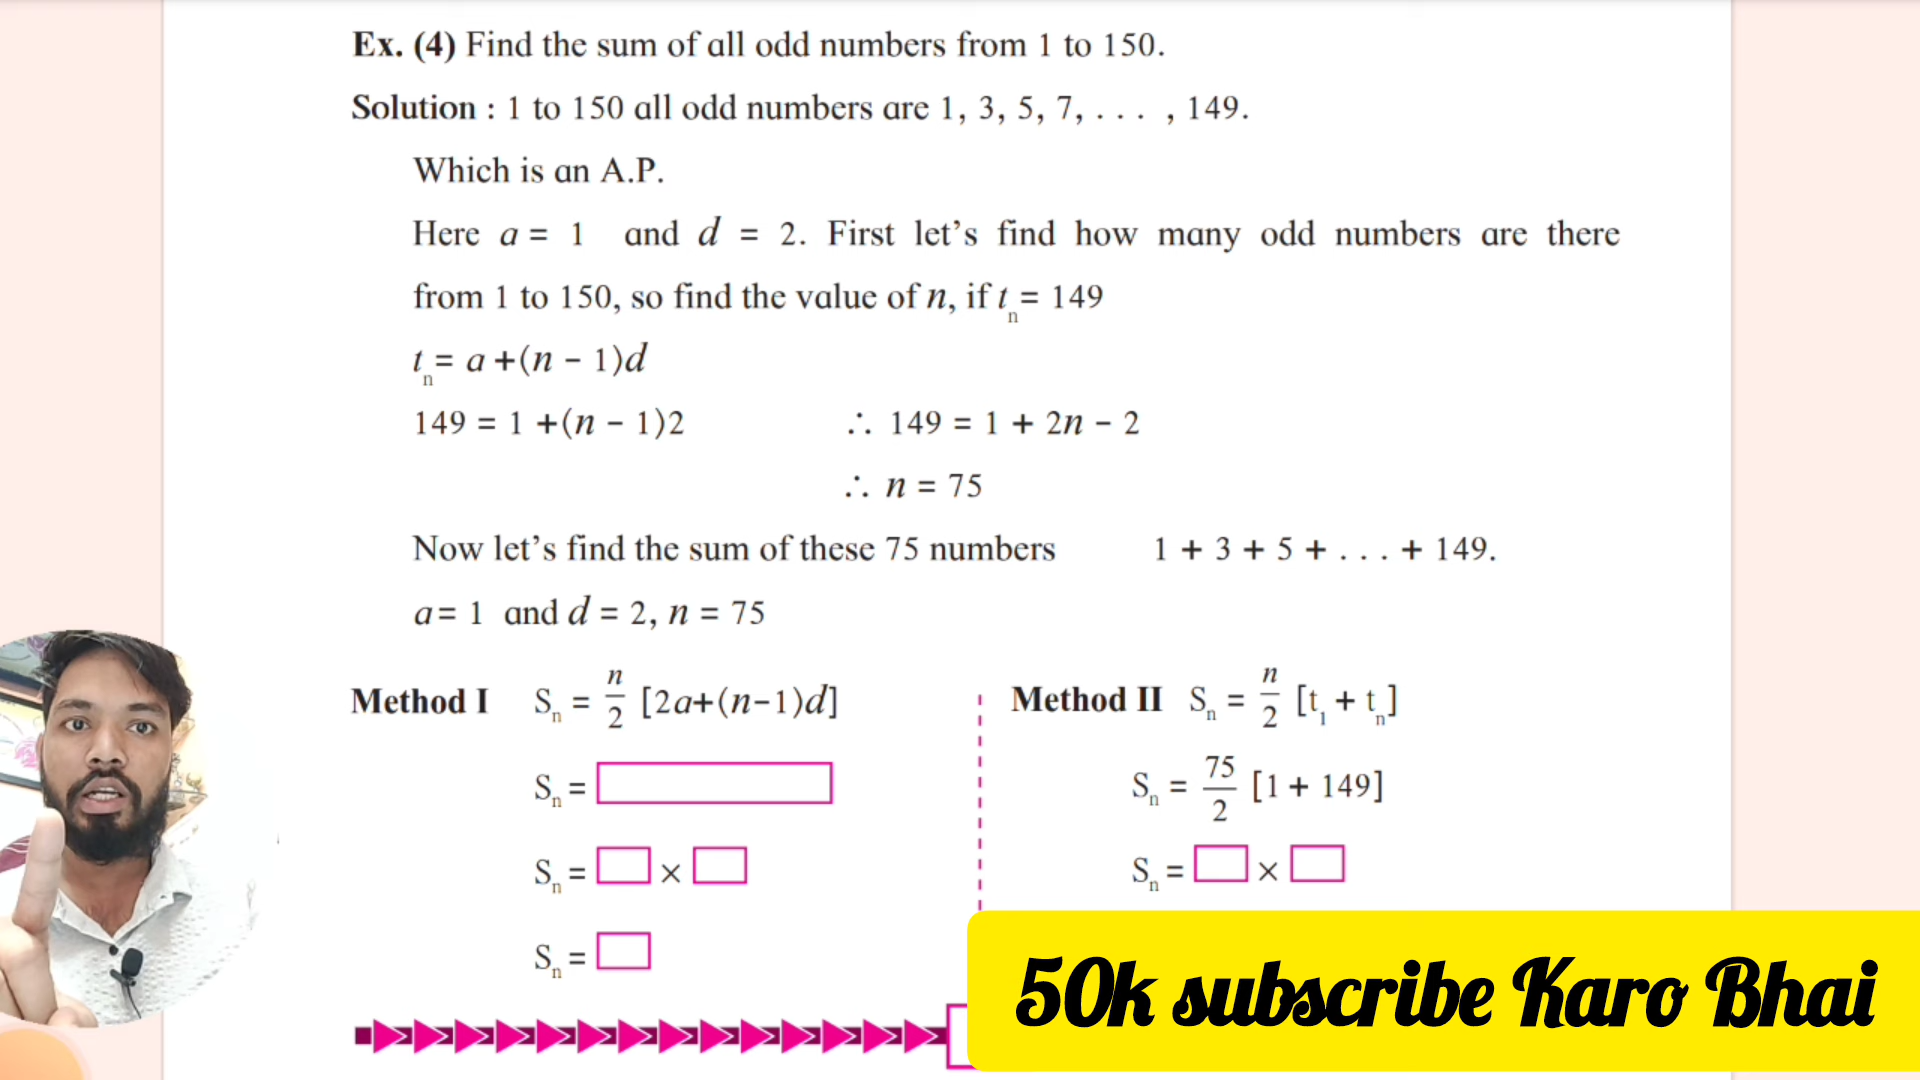 Ex. (4) Find the sum of all odd numbers from 1 to 150.
Solution : 1 to 150 all odd numbers are 1, 3, 5, 7, . . . , 149.
Which is an A.P.
Here a = 1 and d = 2. First let’s find how many odd numbers are there
from 1 to 150, so find the value of n, if tₙ = 149
tₙ = a +(n − 1)d
149 = 1 +(n − 1)2 ∴ 149 = 1 + 2n − 2
∴ n = 75
Now let’s find the sum of these 75 numbers 1 + 3 + 5 + . . . + 149.
a = 1 and d = 2, n = 75
Method I Sₙ = n/2 [2a+(n−1)d]
Sₙ =
Sₙ = ×
Sₙ =
Method II Sₙ = n/2 [t₁ + tₙ]
Sₙ = 75/2 [1 + 149]
Sₙ = ×
50k subscribe Karo Bhai